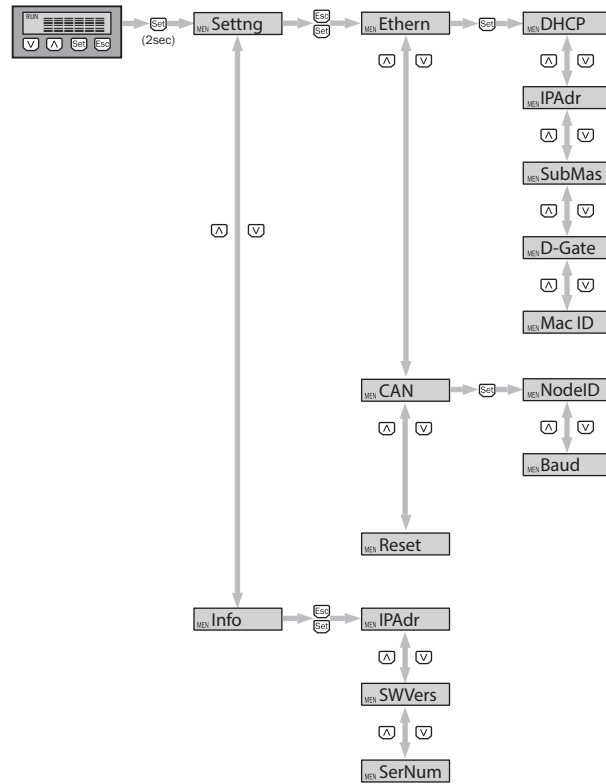 RUN
Set Esc
Set
(2sec)
MEN Settng
Esc
Set
MEN Ethern
Set
MEN DHCP
MEN IPAdr
MEN SubMas
MEN D-Gate
MEN Mac ID
MEN CAN
Set
MEN NodeID
MEN Baud
MEN Reset
MEN Info
Esc
Set
MEN IPAdr
MEN SWVers
MEN SerNum